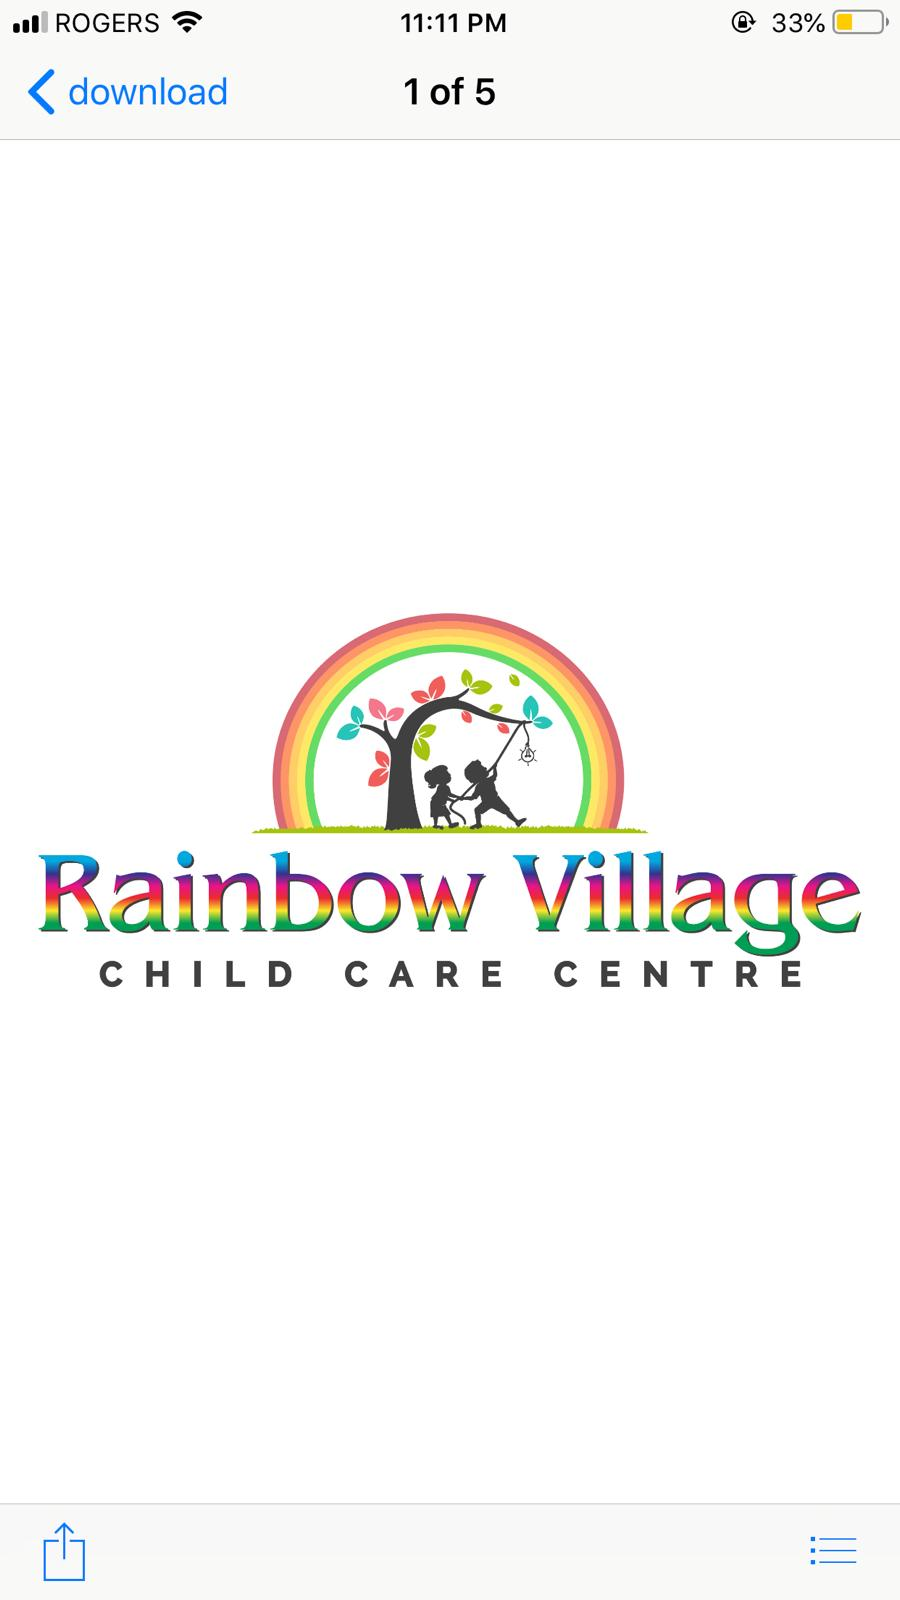 ROGERS 11:11 PM 33%
download 1 of 5
Rainbow Village
CHILD CARE CENTRE